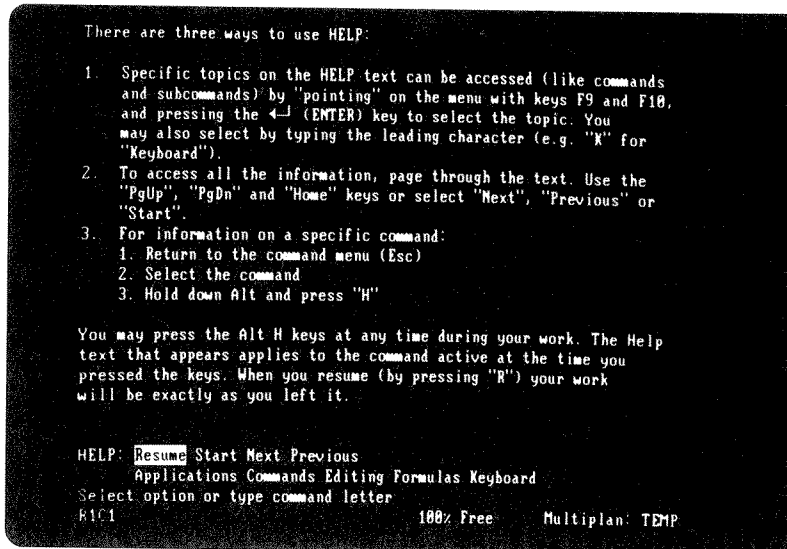 There are three ways to use HELP:
1. Specific topics on the HELP text can be accessed (like commands
and subcommands) by "pointing" on the menu with keys F9 and F10,
and pressing the ◄─┘ (ENTER) key to select the topic. You
may also select by typing the leading character (e.g. "K" for
"Keyboard").
2. To access all the information, page through the text. Use the
"PgUp", "PgDn" and "Home" keys or select "Next", "Previous" or
"Start".
3. For information on a specific command:
1. Return to the command menu (Esc)
2. Select the command
3. Hold down Alt and press "H"
You may press the Alt H keys at any time during your work. The Help
text that appears applies to the command active at the time you
pressed the keys. When you resume (by pressing "R") your work
will be exactly as you left it.
HELP: Resume Start Next Previous
Applications Commands Editing Formulas Keyboard
Select option or type command letter
R1C1 100% Free Multiplan: TEMP